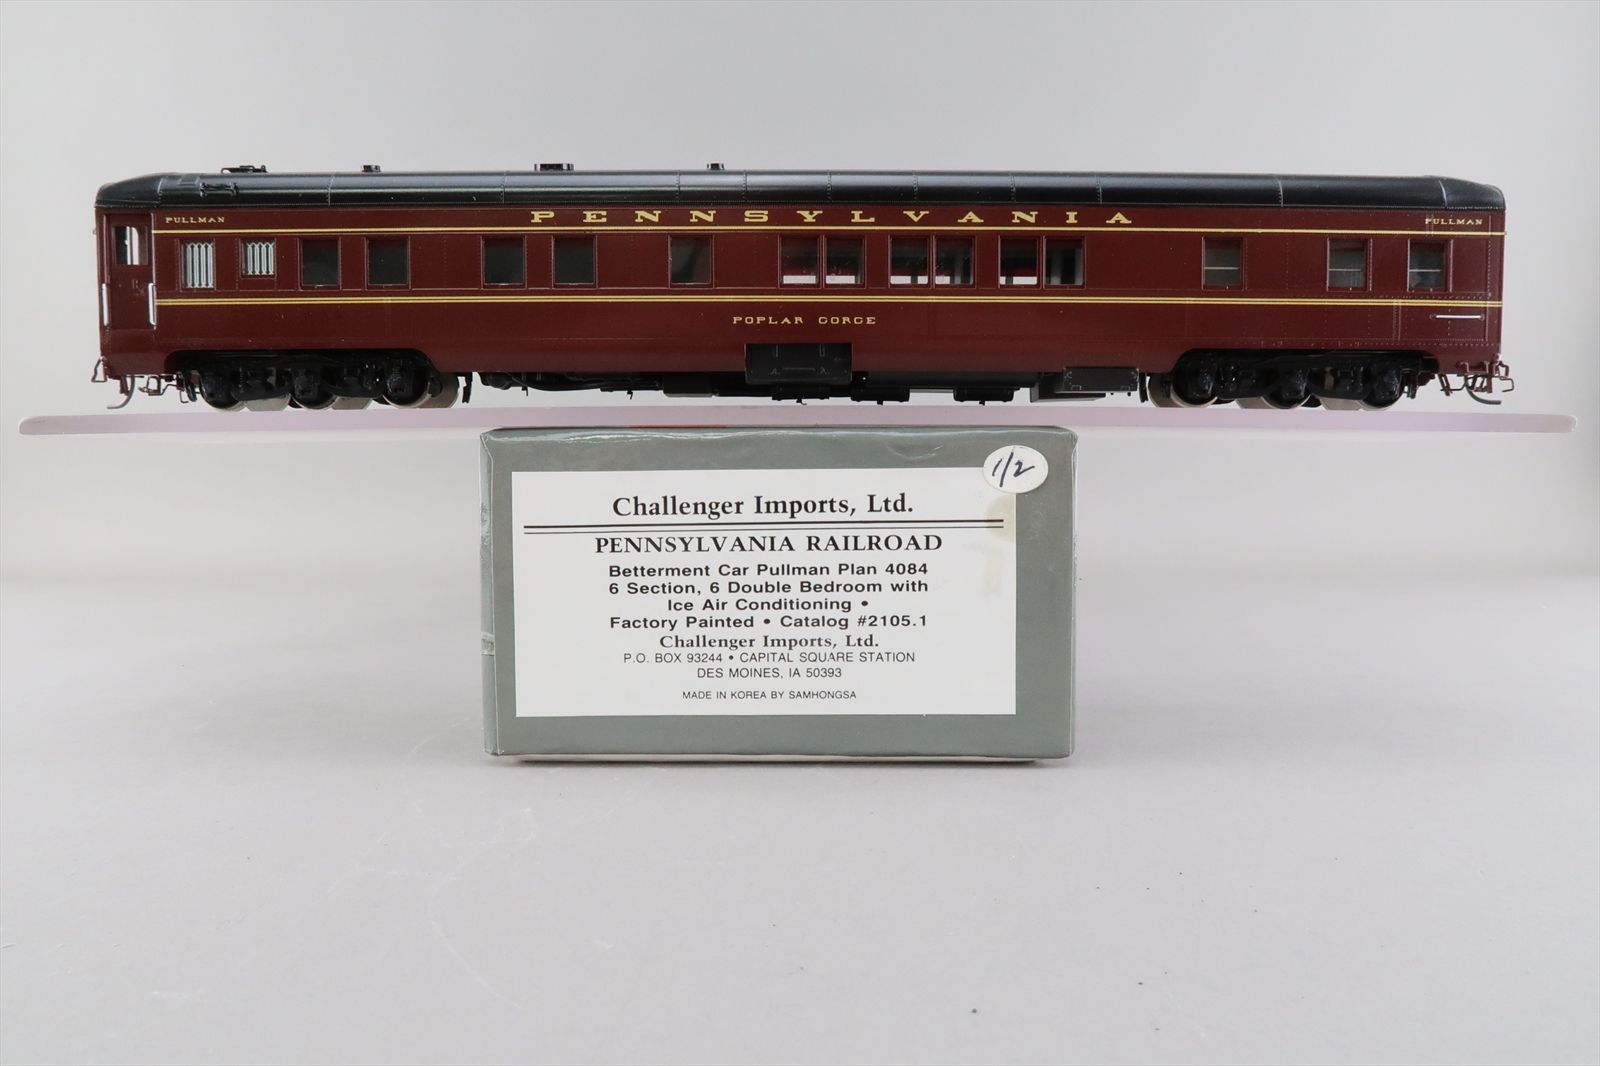 PULLMAN PENNSYLVANIA PULLMAN
POPLAR GORGE
1/2
Challenger Imports, Ltd.
PENNSYLVANIA RAILROAD
Betterment Car Pullman Plan 4084
6 Section, 6 Double Bedroom with
Ice Air Conditioning •
Factory Painted • Catalog #2105.1
Challenger Imports, Ltd.
P.O. BOX 93244 • CAPITAL SQUARE STATION
DES MOINES, IA 50393
MADE IN KOREA BY SAMHONGSA